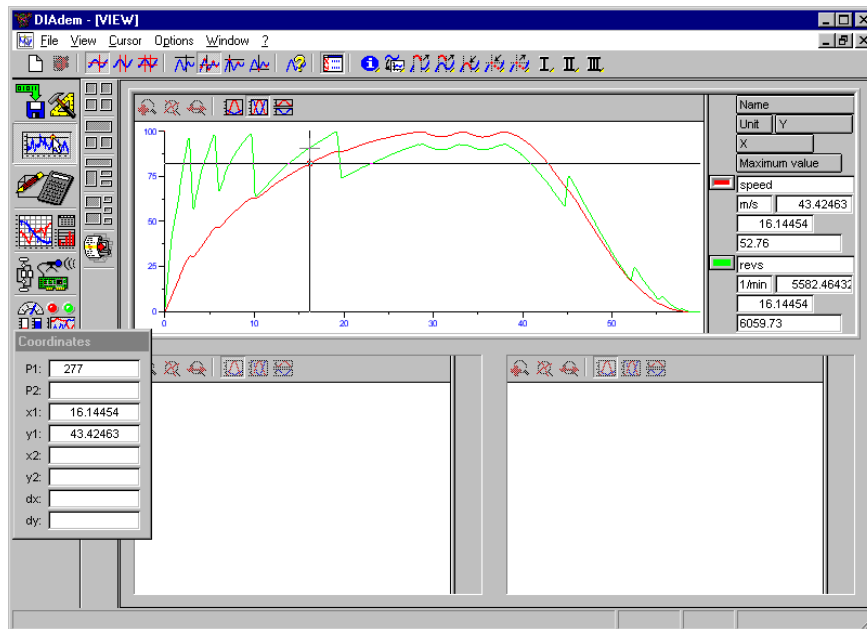 DIAdem - [VIEW]
File View Cursor Options Window ?
Name
Unit Y
X
Maximum value
speed
m/s 43.42463
16.14454
52.76
revs
1/min 5582.46432
16.14454
6059.73
100
75
50
25
0
0 10 20 30 40 50
Coordinates
P1: 277
P2:
x1: 16.14454
y1: 43.42463
x2:
y2:
dx:
dy: